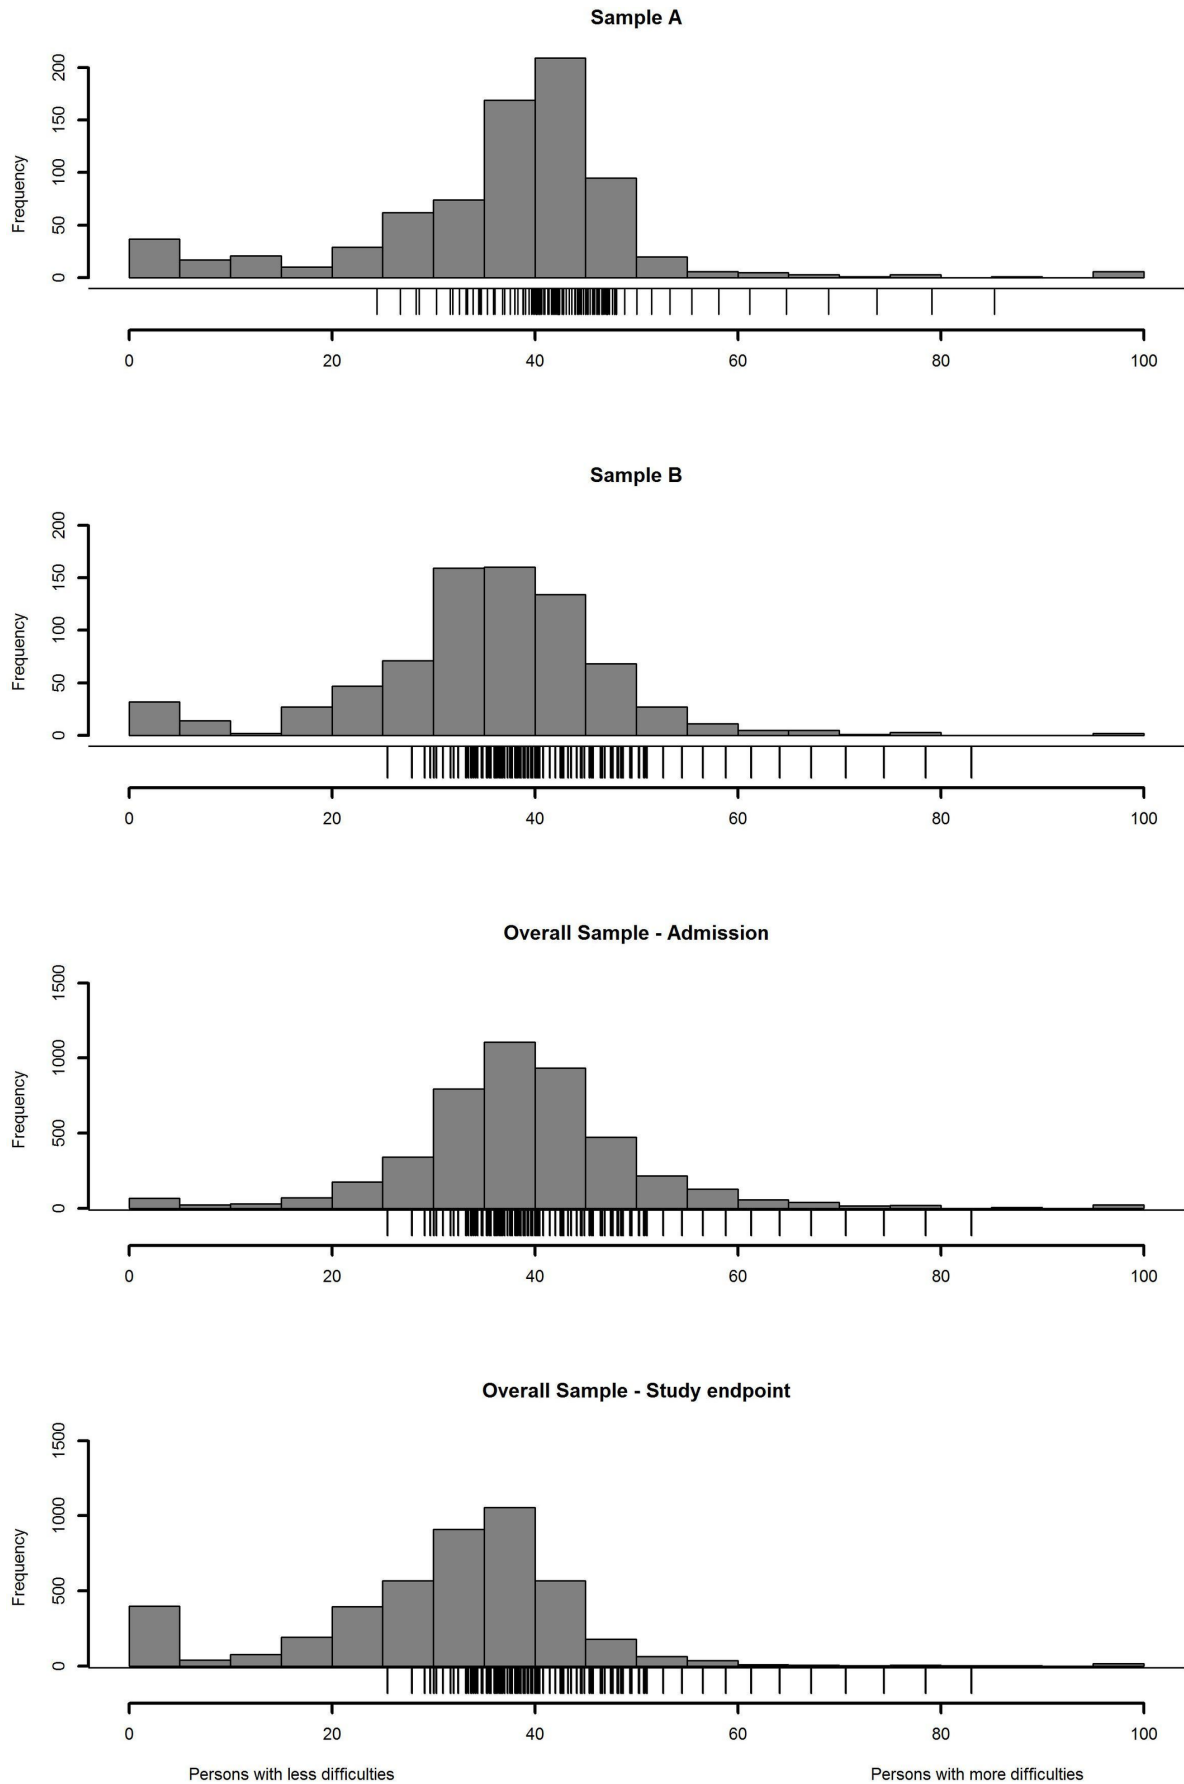 Sample A
Frequency
200
150
100
50
0
0 20 40 60 80 100
Sample B
Frequency
200
150
100
50
0
0 20 40 60 80 100
Overall Sample - Admission
Frequency
1500
1000
500
0
0 20 40 60 80 100
Overall Sample - Study endpoint
Frequency
1500
1000
500
0
0 20 40 60 80 100
Persons with less difficulties Persons with more difficulties